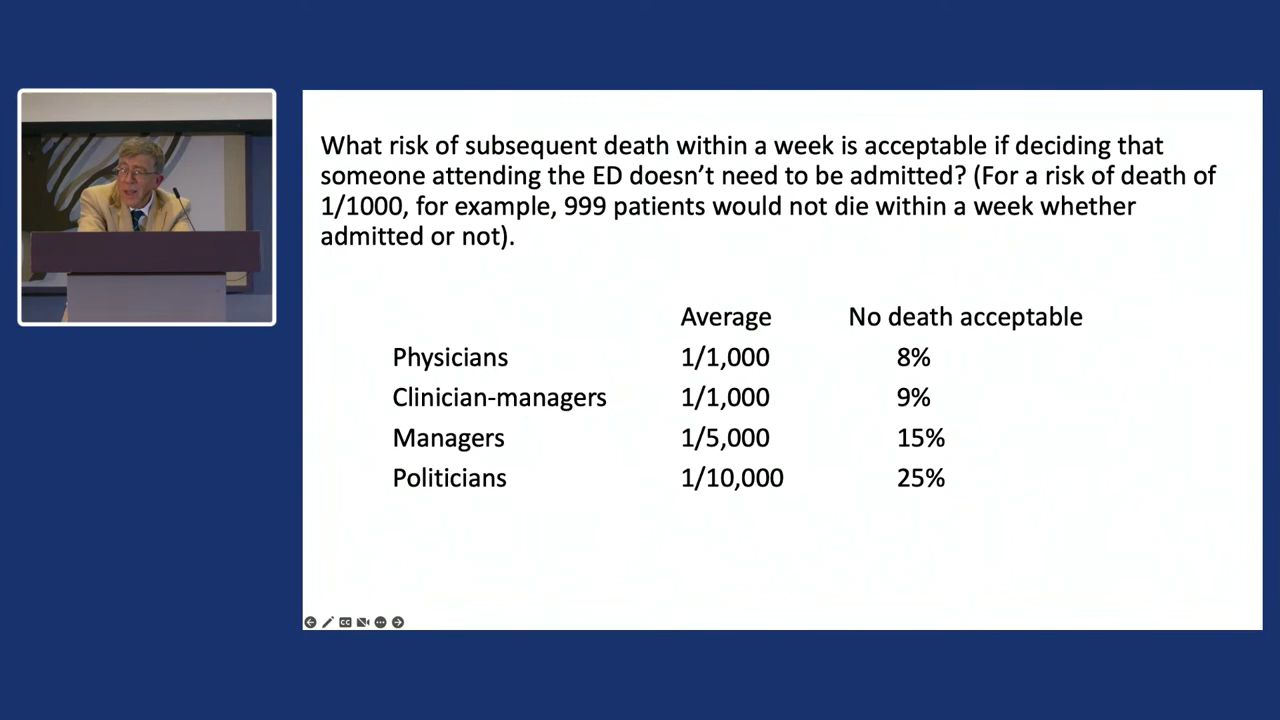 What risk of subsequent death within a week is acceptable if deciding that
someone attending the ED doesn’t need to be admitted? (For a risk of death of
1/1000, for example, 999 patients would not die within a week whether
admitted or not).
Average No death acceptable
Physicians 1/1,000 8%
Clinician-managers 1/1,000 9%
Managers 1/5,000 15%
Politicians 1/10,000 25%